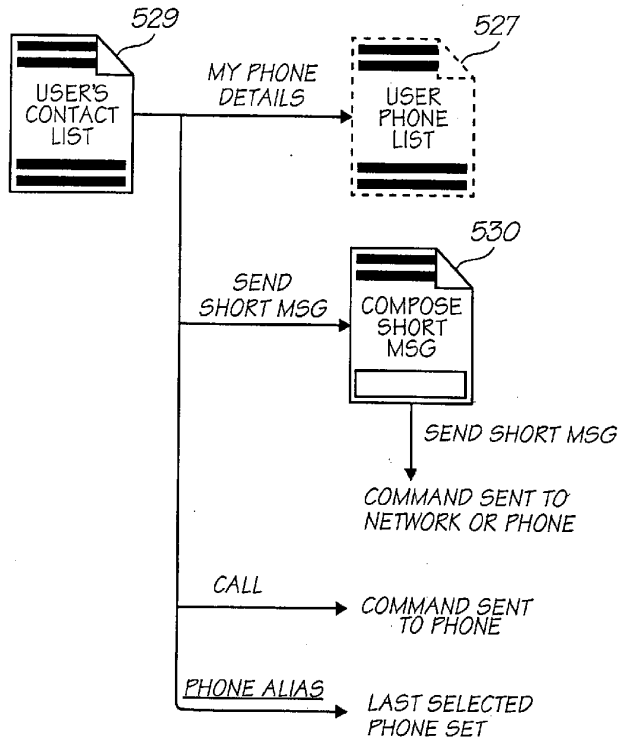 529
USER'S
CONTACT
LIST
MY PHONE
DETAILS
527
USER
PHONE
LIST
SEND
SHORT MSG
530
COMPOSE
SHORT
MSG
SEND SHORT MSG
COMMAND SENT TO
NETWORK OR PHONE
CALL
COMMAND SENT
TO PHONE
PHONE ALIAS
LAST SELECTED
PHONE SET